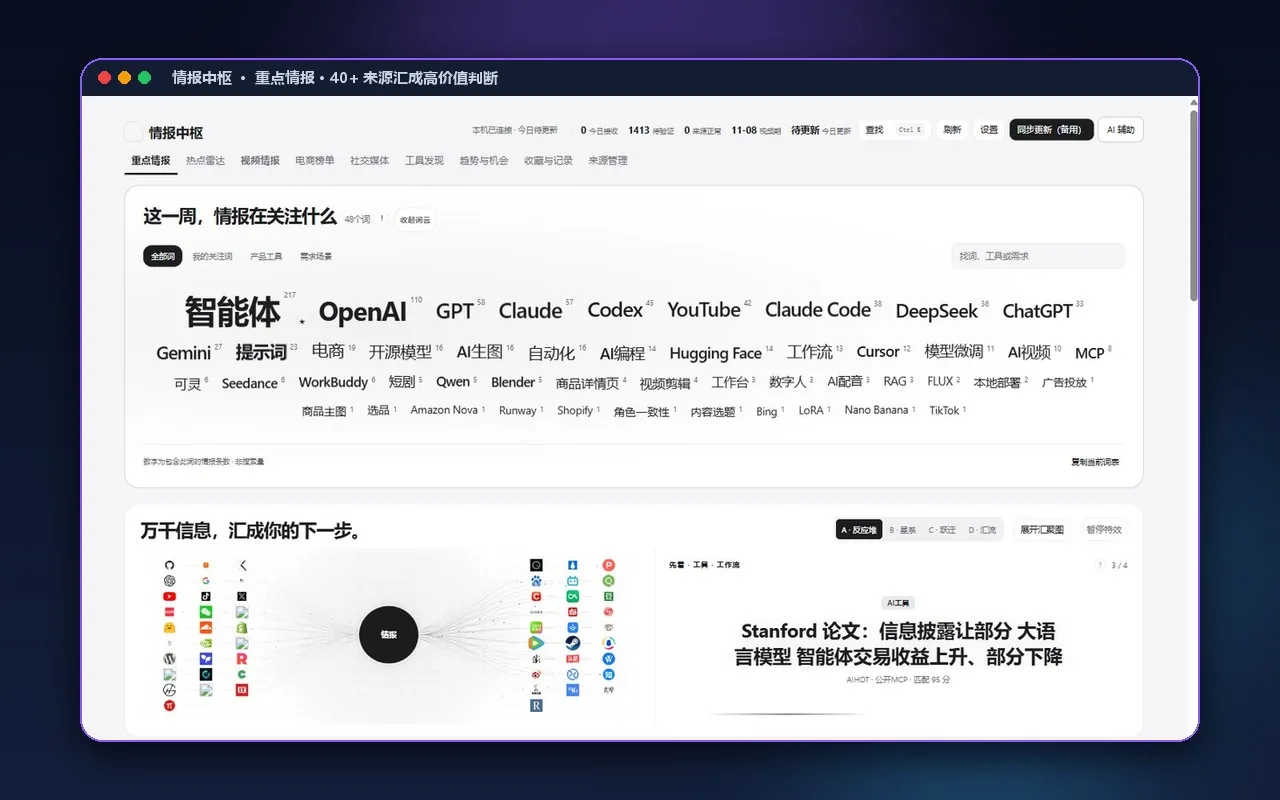 情报中枢 • 重点情报 • 40+ 来源汇成高价值判断
情报中枢
本机已连接 · 今日待更新 0 今日接收 1413 待验证 0 来源正常 11-08 视频期 待更新 今日更新 查找 Ctrl K 刷新 设置 同步更新（备用） AI 辅助
重点情报 热点雷达 视频情报 电商榜单 社交媒体 工具发现 趋势与机会 收藏与记录 来源管理
这一周，情报在关注什么 48个词 ! 收起词云
全部词 我的关注词 产品工具 需求场景 找词、工具或需求
智能体 217 OpenAI 110 GPT 58 Claude 57 Codex 45 YouTube 42 Claude Code 38 DeepSeek 36 ChatGPT 33
Gemini 27 提示词 23 电商 19 开源模型 16 AI生图 16 自动化 16 AI编程 14 Hugging Face 14 工作流 13 Cursor 12 模型微调 11 AI视频 10 MCP 8
可灵 6 Seedance 6 WorkBuddy 6 短剧 5 Qwen 5 Blender 5 商品详情页 4 视频剪辑 4 工作台 3 数字人 3 AI配音 3 RAG 3 FLUX 2 本地部署 2 广告投放 1
商品主图 1 选品 1 Amazon Nova 1 Runway 1 Shopify 1 角色一致性 1 内容选题 1 Bing 1 LoRA 1 Nano Banana 1 TikTok 1
数字为包含此词的情报条数 · 非搜索量 复制当前词表
万千信息，汇成你的下一步。
A · 反应堆 B · 星系 C · 跃迁 D · 汇流 展开汇聚图 暂停特效
情报
先看 · 工具 · 工作流 ? 3 / 4
AI工具
Stanford 论文：信息披露让部分 大语
言模型 智能体交易收益上升、部分下降
AIHOT · 公开MCP · 匹配 95 分